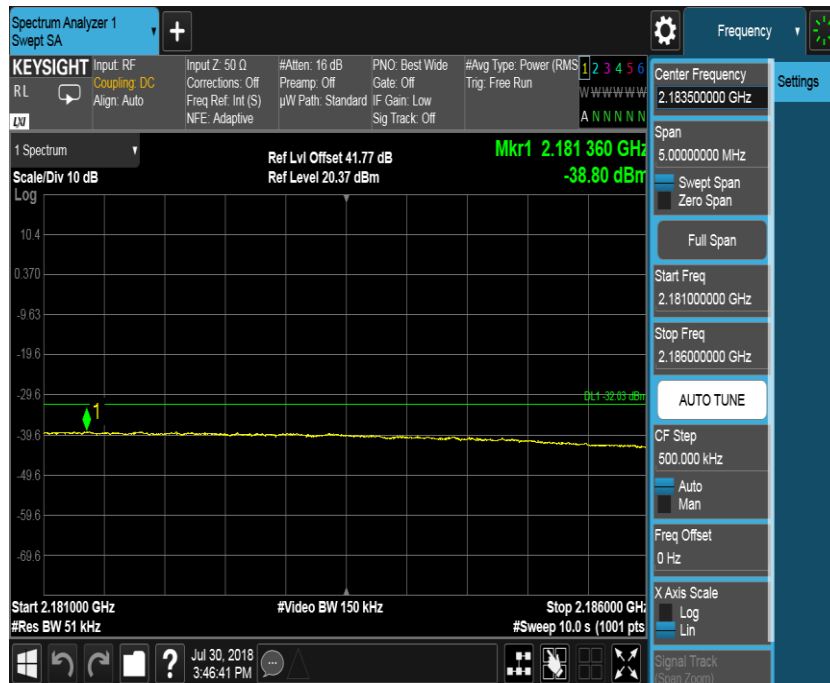 Spectrum Analyzer 1
Swept SA
+
Frequency
KEYSIGHT
RL
LXI
Input: RF
Coupling: DC
Align: Auto
Input Z: 50 Ω
Corrections: Off
Freq Ref: Int (S)
NFE: Adaptive
#Atten: 16 dB
Preamp: Off
µW Path: Standard
PNO: Best Wide
Gate: Off
IF Gain: Low
Sig Track: Off
#Avg Type: Power (RMS
Trig: Free Run
1 2 3 4 5 6
W W W W W W
A N N N N N
1 Spectrum
Scale/Div 10 dB
Log
Ref Lvl Offset 41.77 dB
Ref Level 20.37 dBm
Mkr1 2.181 360 GHz
-38.80 dBm
10.4
0.370
-9.63
-19.6
-29.6
-39.6
-49.6
-59.6
-69.6
DL1 -32.03 dBm
1
Start 2.181000 GHz
#Res BW 51 kHz
#Video BW 150 kHz
Stop 2.186000 GHz
#Sweep 10.0 s (1001 pts
Jul 30, 2018
3:46:41 PM
?
Center Frequency
2.183500000 GHz
Settings
Span
5.00000000 MHz
Swept Span
Zero Span
Full Span
Start Freq
2.181000000 GHz
Stop Freq
2.186000000 GHz
AUTO TUNE
CF Step
500.000 kHz
Auto
Man
Freq Offset
0 Hz
X Axis Scale
Log
Lin
Signal Track
(Span Zoom)